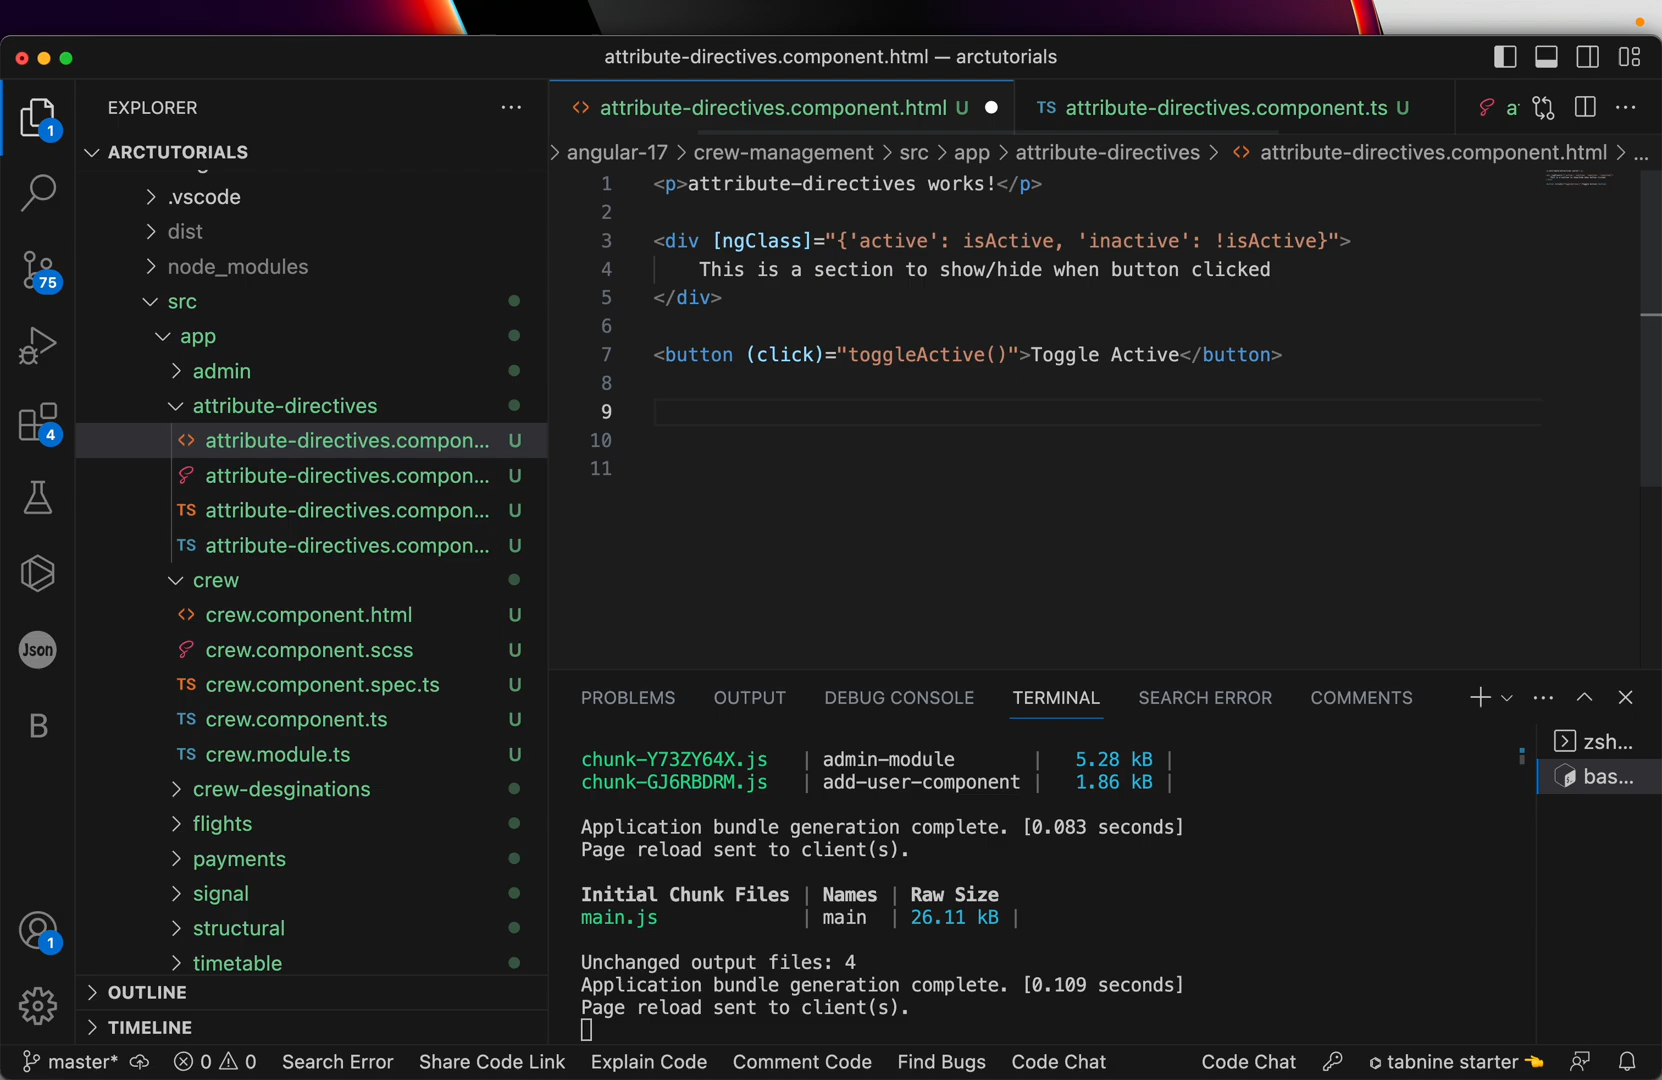 attribute-directives.component.html — arctutorials
EXPLORER
ARCTUTORIALS
.vscode
dist
node_modules
src
app
admin
attribute-directives
attribute-directives.compon... U
attribute-directives.compon... U
TS attribute-directives.compon... U
TS attribute-directives.compon... U
crew
crew.component.html U
crew.component.scss U
TS crew.component.spec.ts U
TS crew.component.ts U
TS crew.module.ts U
crew-desginations
flights
payments
signal
structural
timetable
OUTLINE
TIMELINE
1
75
4
Json
B
1
attribute-directives.component.html U
TS attribute-directives.component.ts U
a
angular-17 > crew-management > src > app > attribute-directives > <> attribute-directives.component.html > ...
1 <p>attribute-directives works!</p>
2
3 <div [ngClass]="{'active': isActive, 'inactive': !isActive}">
4 This is a section to show/hide when button clicked
5 </div>
6
7 <button (click)="toggleActive()">Toggle Active</button>
8
9
10
11
PROBLEMS OUTPUT DEBUG CONSOLE TERMINAL SEARCH ERROR COMMENTS
zsh...
bas...
chunk-Y73ZY64X.js | admin-module | 5.28 kB |
chunk-GJ6RBDRM.js | add-user-component | 1.86 kB |
Application bundle generation complete. [0.083 seconds]
Page reload sent to client(s).
Initial Chunk Files | Names | Raw Size
main.js | main | 26.11 kB |
Unchanged output files: 4
Application bundle generation complete. [0.109 seconds]
Page reload sent to client(s).
master* 0 0 Search Error Share Code Link Explain Code Comment Code Find Bugs Code Chat Code Chat tabnine starter